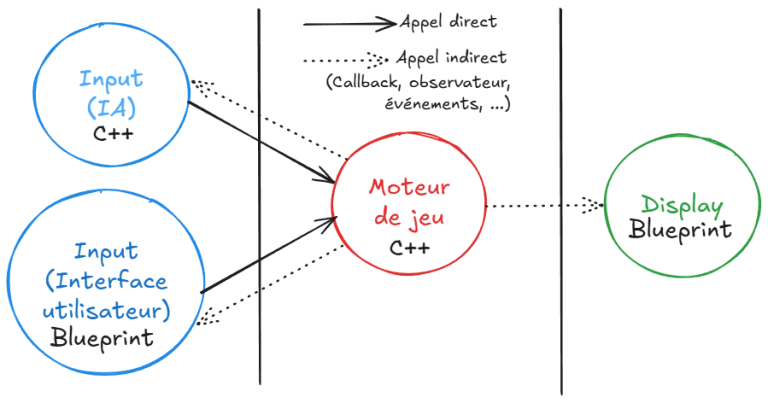 Appel direct
Appel indirect
(Callback, observateur,
événements, ...)
Input
(IA)
C++
Input
(Interface
utilisateur)
Blueprint
Moteur
de jeu
C++
Display
Blueprint